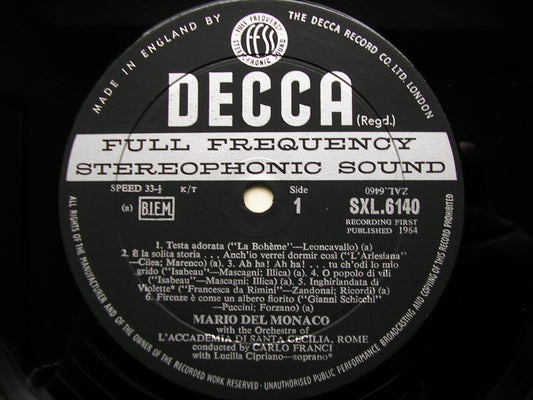 MADE IN ENGLAND BY THE DECCA RECORD CO. LTD. LONDON
FULL FREQUENCY
ffss
STEREOPHONIC SOUND
DECCA (Regd.)
FULL FREQUENCY
STEREOPHONIC SOUND
SPEED 33⅓ K/T Side ZAL.6460
(a) B.I.E.M. 1 SXL.6140
RECORDING FIRST
PUBLISHED 1964
1. Testa adorata ("La Bohème"—Leoncavallo) (a)
2. È la solita storia . . . Anch'io vorrei dormir così ("L'Arlesiana"
—Cilea; Marenco) (a). 3. Ah ha! Ah ha! . . . tu ch'odi lo mio
grido ("Isabeau"—Mascagni; Illica) (a) 4. O popolo di vili
("Isabeau"—Mascagni; Illica) (a) 5. Inghirlandata di
Violette* ("Francesca da Rimini"—Zandonai; Ricordi) (a)
6. Firenze è come un albero fiorito ("Gianni Schicchi"—
Puccini; Forzano) (a)
MARIO DEL MONACO
with the Orchestra of
L'ACCADEMIA DI SANTA CECILIA, ROME
conducted by CARLO FRANCI
with Lucilla Cipriano—soprano*
ALL RIGHTS OF THE MANUFACTURER AND OF THE OWNER OF THE RECORDED WORK RESERVED · UNAUTHORISED PUBLIC PERFORMANCE BROADCASTING AND COPYING OF THIS RECORD PROHIBITED